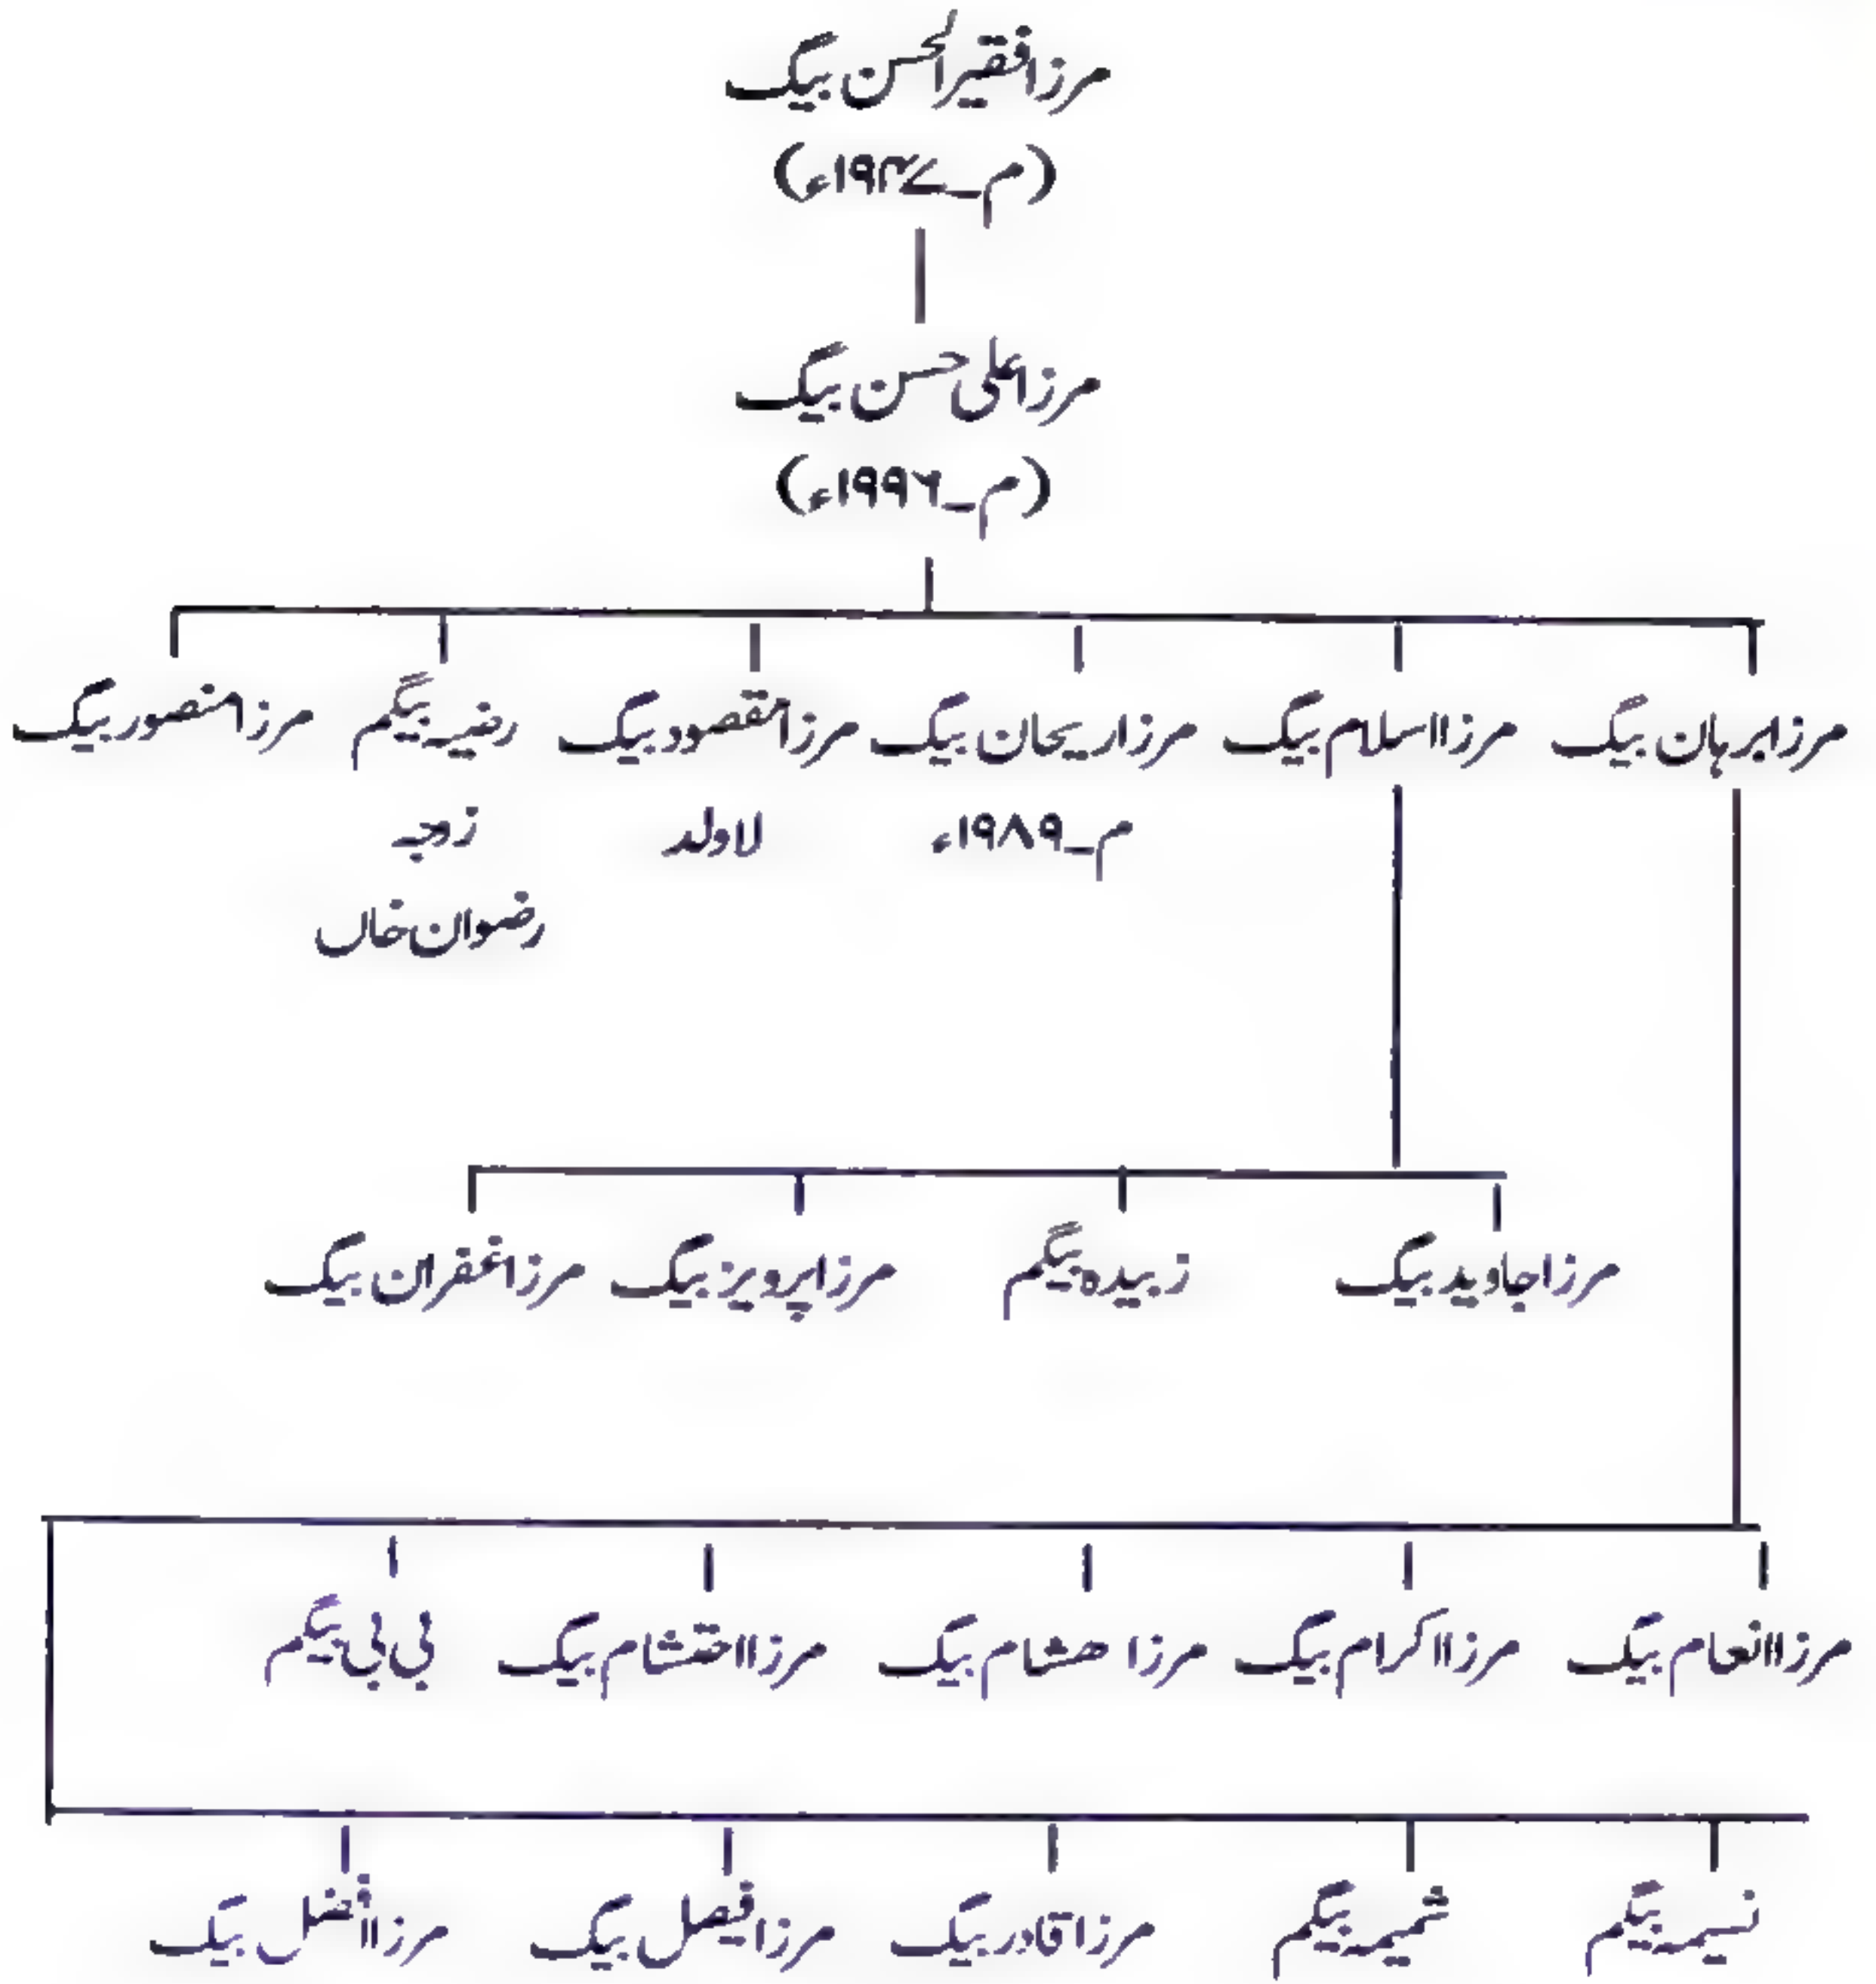 مرزا فقیر الحسن بیگ
(م۔۱۹۴۷ء)
مرزا علی حسن بیگ
(م۔۱۹۹۶ء)
مرزا برہان بیگ مرزا اسلام بیگ مرزا ریحان بیگ مرزا مقصود بیگ رضیہ بیگم مرزا منصور بیگ
م۔۱۹۸۹ء لاولد زوجہ
رضوان خاں
مرزا جاوید بیگ زبیدہ بیگم مرزا پرویز بیگ مرزا غفران بیگ
مرزا انعام بیگ مرزا اکرام بیگ مرزا حشام بیگ مرزا احتشام بیگ بی بی بیگم
نسیمہ بیگم شمیمہ بیگم مرزا قادر بیگ مرزا فیصل بیگ مرزا افضل بیگ